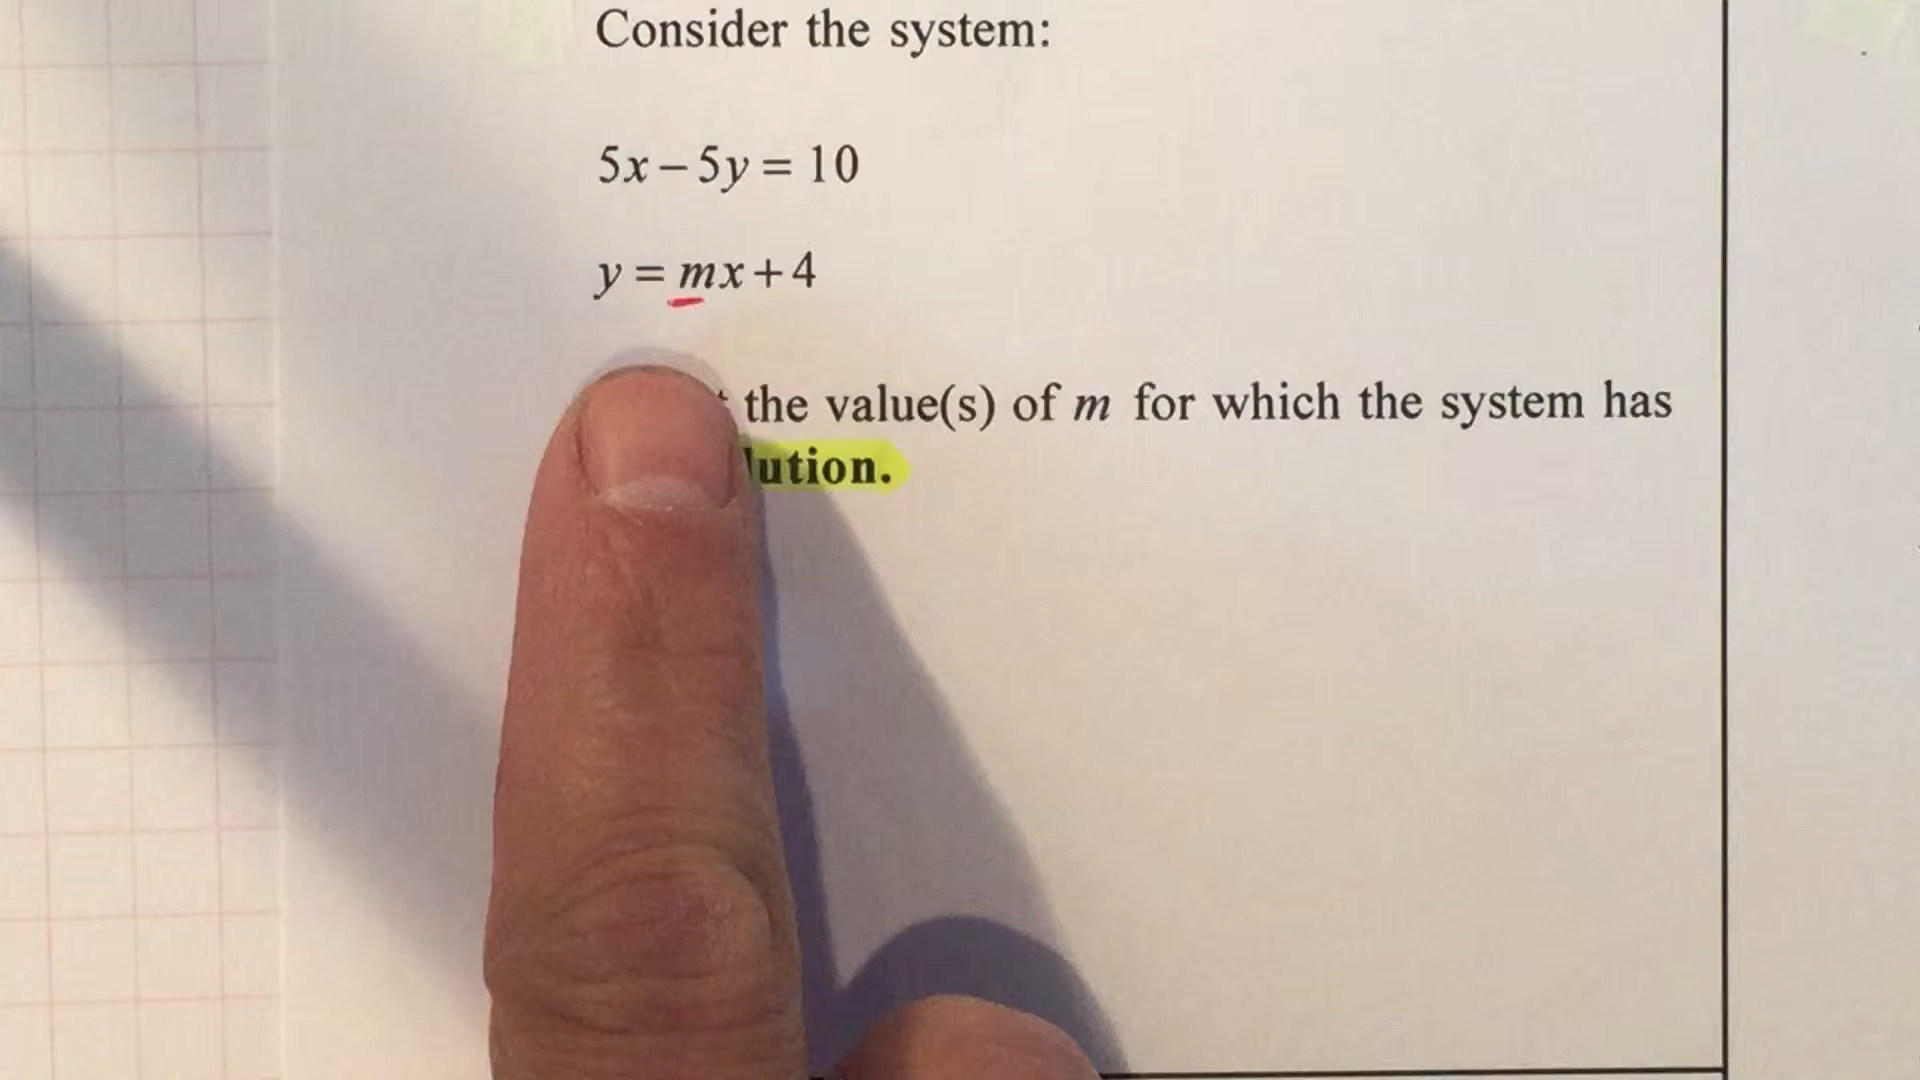 Consider the system:
5x – 5y = 10
y = mx + 4
the value(s) of m for which the system has
lution.